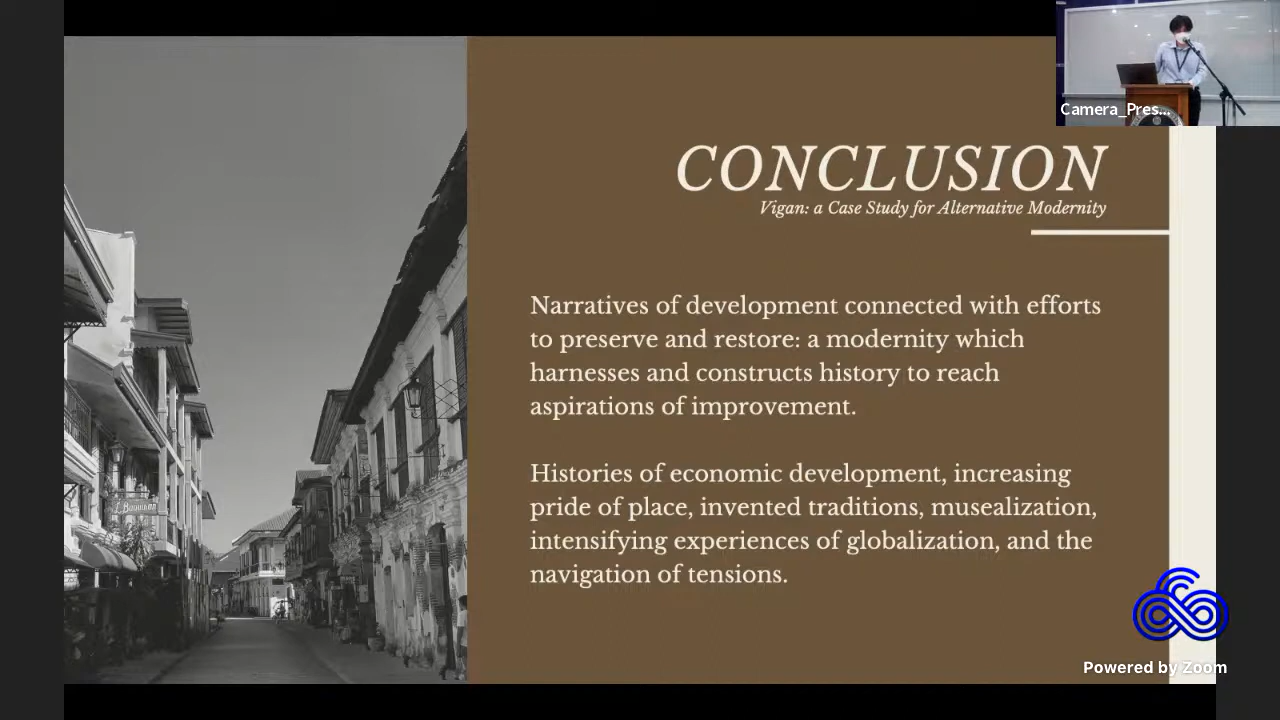 Camera_Pres...
CONCLUSION
Vigan: a Case Study for Alternative Modernity
Narratives of development connected with efforts
to preserve and restore: a modernity which
harnesses and constructs history to reach
aspirations of improvement.
Histories of economic development, increasing
pride of place, invented traditions, musealization,
intensifying experiences of globalization, and the
navigation of tensions.
Powered by Zoom